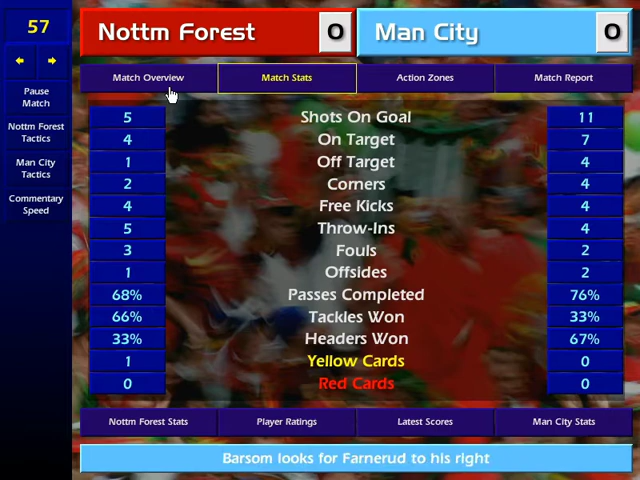 57
Nottm Forest 0 Man City 0
Match Overview Match Stats Action Zones Match Report
Pause Match
Nottm Forest Tactics
Man City Tactics
Commentary Speed
5 Shots On Goal 11
4 On Target 7
1 Off Target 4
2 Corners 4
4 Free Kicks 4
5 Throw-Ins 4
3 Fouls 2
1 Offsides 2
68% Passes Completed 76%
66% Tackles Won 33%
33% Headers Won 67%
1 Yellow Cards 0
0 Red Cards 0
Nottm Forest Stats Player Ratings Latest Scores Man City Stats
Barsom looks for Farnerud to his right